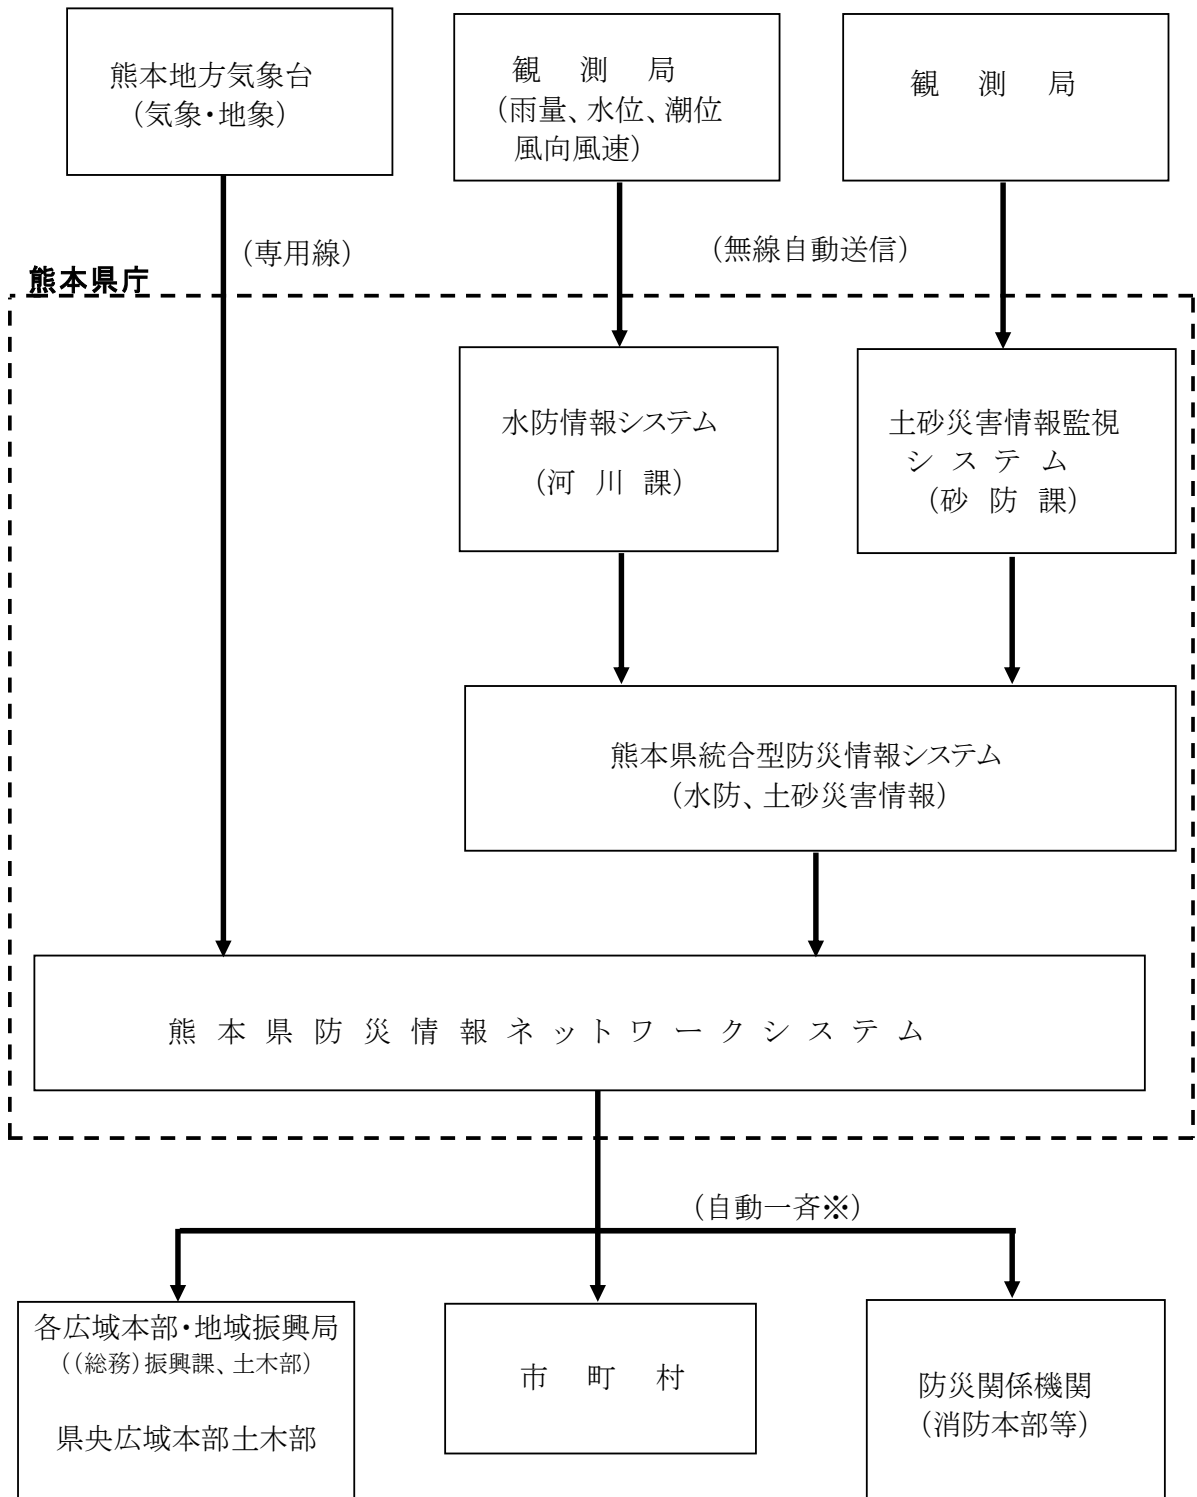 熊本地方気象台
(気象・地象)
観測局
(雨量、水位、潮位
風向風速)
観測局
(専用線)
(無線自動送信)
熊本県庁
水防情報システム
(河川課)
土砂災害情報監視
システム
(砂防課)
熊本県統合型防災情報システム
(水防、土砂災害情報)
熊本県防災情報ネットワークシステム
(自動一斉※)
各広域本部・地域振興局
((総務)振興課、土木部)
県央広域本部土木部
市町村
防災関係機関
(消防本部等)